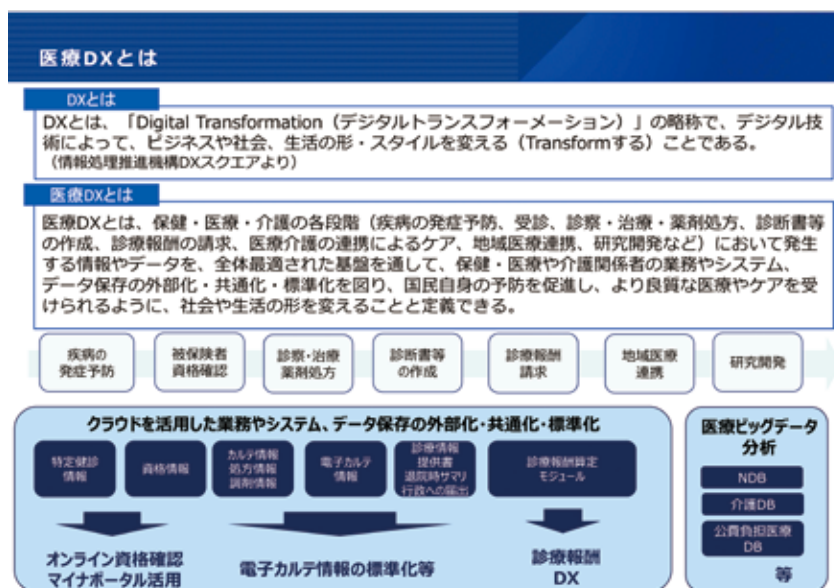 医療DXとは
DXとは
DXとは、「Digital Transformation（デジタルトランスフォーメーション）」の略称で、デジタル技
術によって、ビジネスや社会、生活の形・スタイルを変える（Transformする）ことである。
（情報処理推進機構DXスクエアより）
医療DXとは
医療DXとは、保健・医療・介護の各段階（疾病の発症予防、受診、診察・治療・薬剤処方、診断書等
の作成、診療報酬の請求、医療介護の連携によるケア、地域医療連携、研究開発など）において発生
する情報やデータを、全体最適された基盤を通して、保健・医療や介護関係者の業務やシステム、
データ保存の外部化・共通化・標準化を図り、国民自身の予防を促進し、より良質な医療やケアを受
けられるように、社会や生活の形を変えることと定義できる。
疾病の
発症予防
被保険者
資格確認
診察・治療
薬剤処方
診断書等
の作成
診療報酬
請求
地域医療
連携
研究開発
クラウドを活用した業務やシステム、データ保存の外部化・共通化・標準化
特定健診
情報
資格情報
カルテ情報
処方情報
調剤情報
電子カルテ
情報
診療情報
提供書
退院時サマリ
行政への届出
診療報酬算定
モジュール
オンライン資格確認
マイナポータル活用
電子カルテ情報の標準化等
診療報酬
DX
医療ビッグデータ
分析
NDB
介護DB
公費負担医療
DB
等